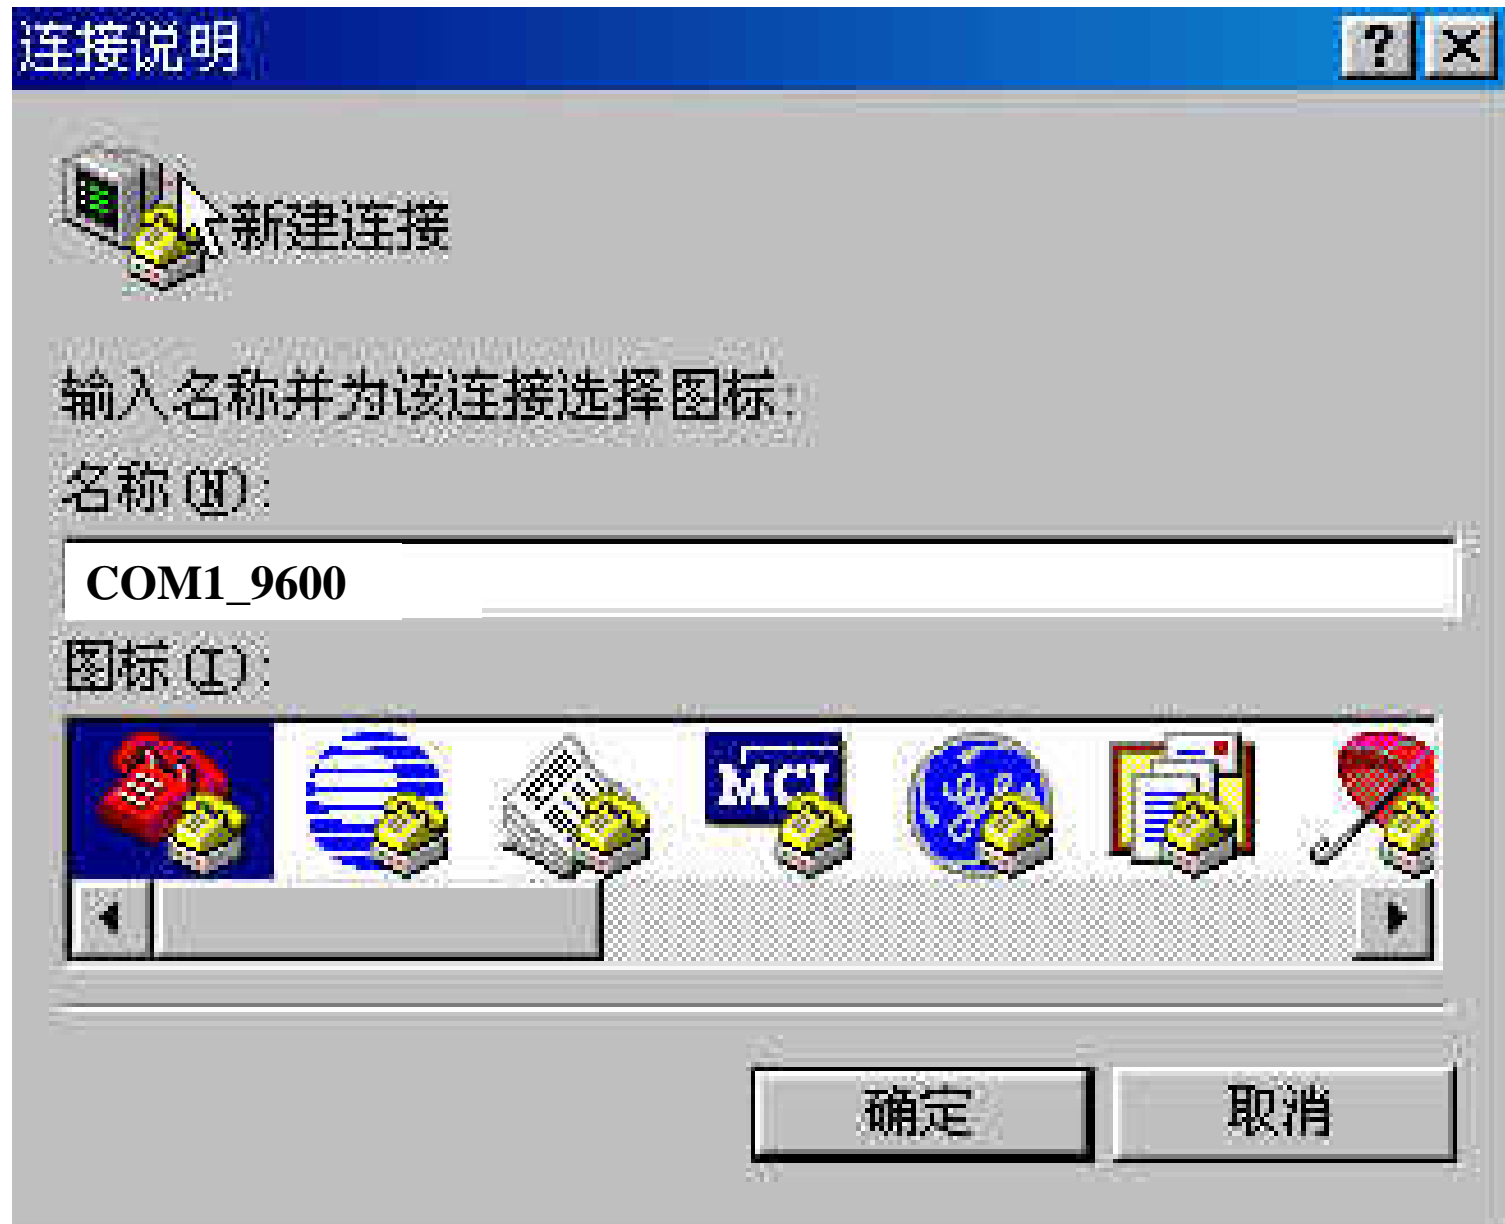 连接说明
新建连接
输入名称并为该连接选择图标:
名称(N):
COM1_9600
图标(I):
MCI
确定 取消